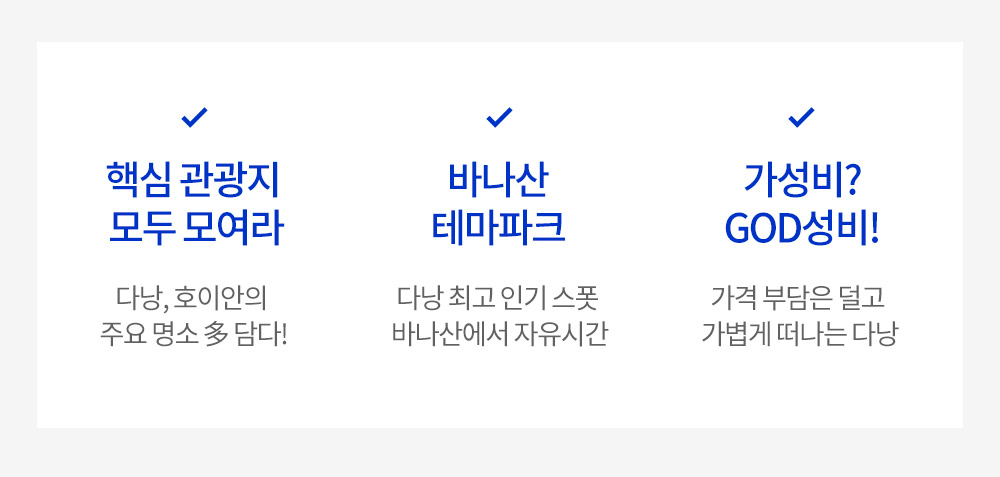 핵심 관광지
모두 모여라
다낭, 호이안의
주요 명소 多 담다!
바나산
테마파크
다낭 최고 인기 스폿
바나산에서 자유시간
가성비?
GOD성비!
가격 부담은 덜고
가볍게 떠나는 다낭